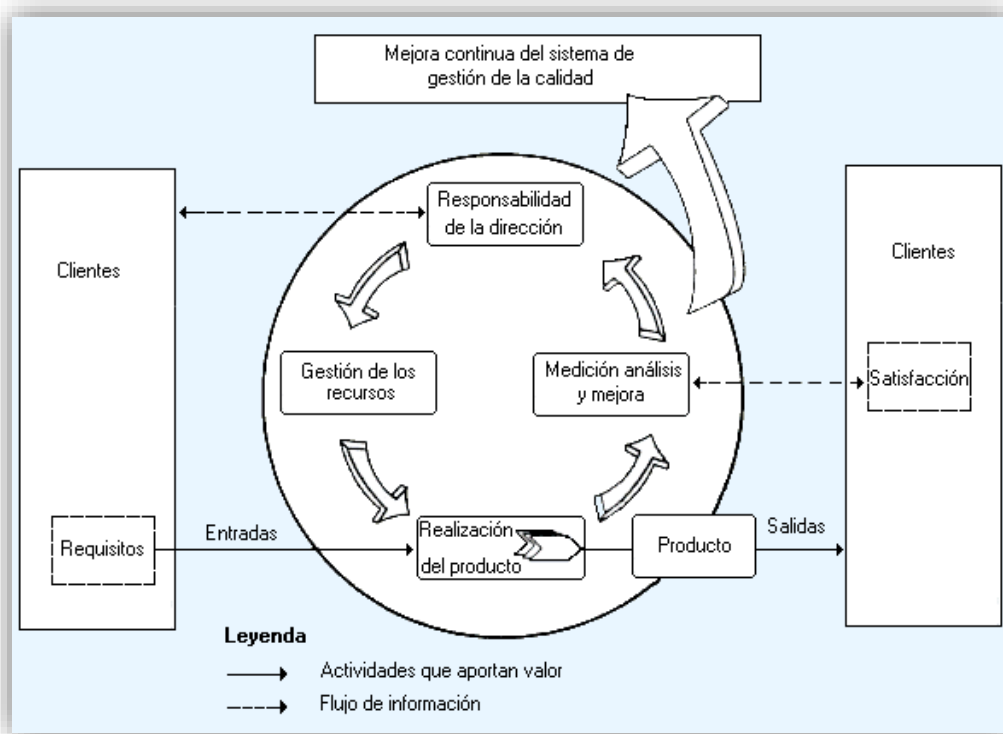 Mejora continua del sistema de
gestión de la calidad
Responsabilidad
de la dirección
Clientes
Clientes
Gestión de los
recursos
Medición análisis
y mejora
Satisfacción
Requisitos
Entradas
Realización
del producto
Producto
Salidas
Leyenda
Actividades que aportan valor
Flujo de información